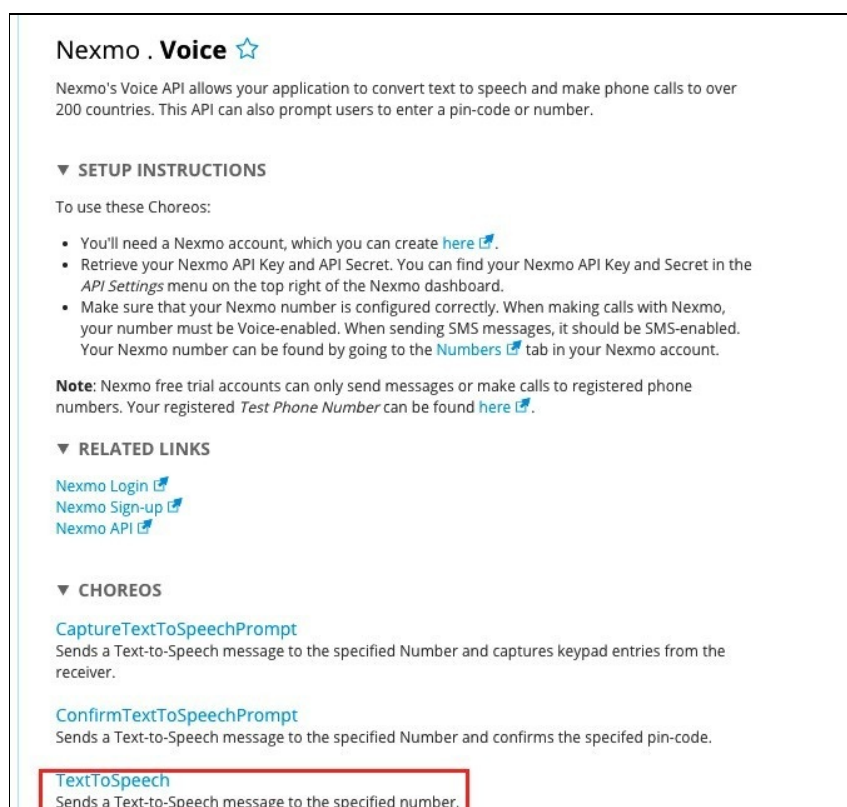 Nexmo . Voice
Nexmo's Voice API allows your application to convert text to speech and make phone calls to over
200 countries. This API can also prompt users to enter a pin-code or number.
▼ SETUP INSTRUCTIONS
To use these Choreos:
• You'll need a Nexmo account, which you can create here.
• Retrieve your Nexmo API Key and API Secret. You can find your Nexmo API Key and Secret in the
API Settings menu on the top right of the Nexmo dashboard.
• Make sure that your Nexmo number is configured correctly. When making calls with Nexmo,
your number must be Voice-enabled. When sending SMS messages, it should be SMS-enabled.
Your Nexmo number can be found by going to the Numbers tab in your Nexmo account.
Note: Nexmo free trial accounts can only send messages or make calls to registered phone
numbers. Your registered Test Phone Number can be found here.
▼ RELATED LINKS
Nexmo Login
Nexmo Sign-up
Nexmo API
▼ CHOREOS
CaptureTextToSpeechPrompt
Sends a Text-to-Speech message to the specified Number and captures keypad entries from the
receiver.
ConfirmTextToSpeechPrompt
Sends a Text-to-Speech message to the specified Number and confirms the specifed pin-code.
TextToSpeech
Sends a Text-to-Speech message to the specified number.